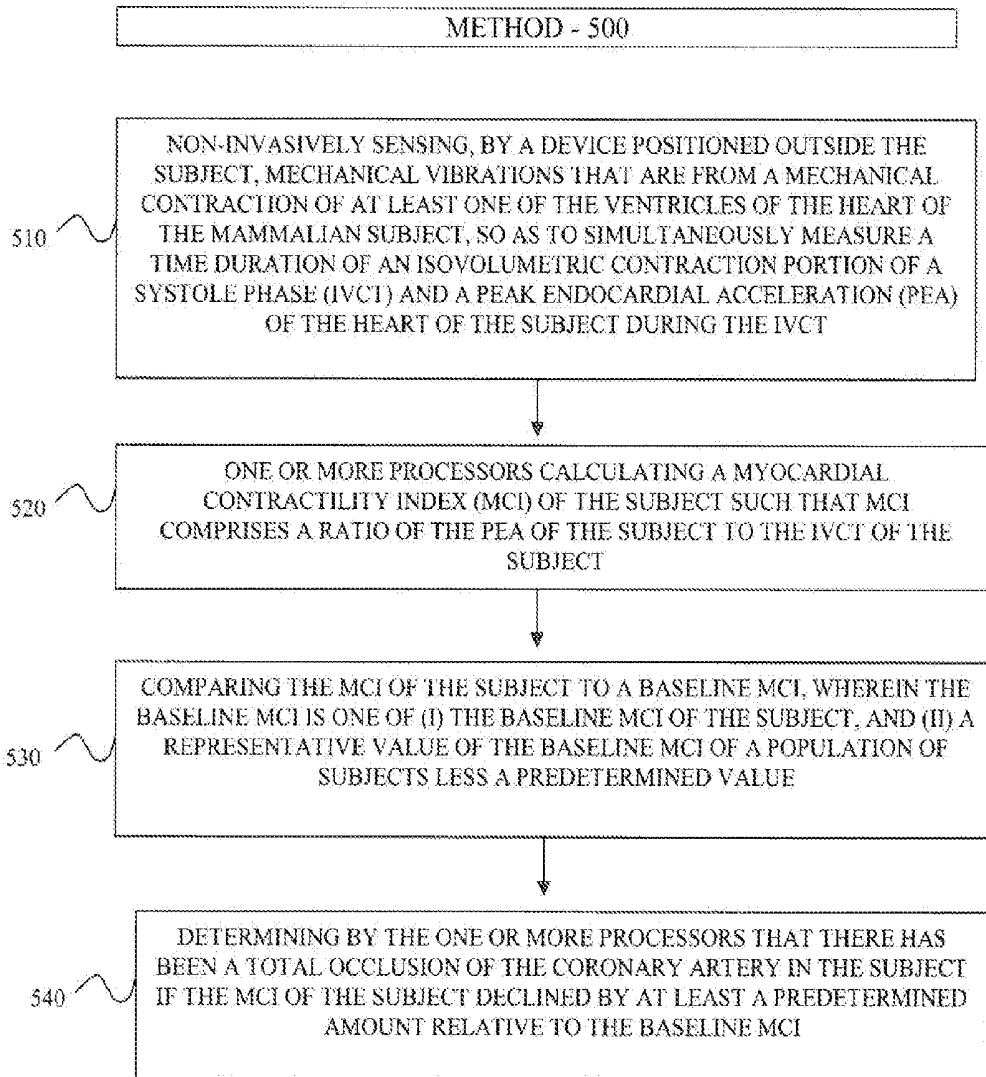 METHOD - 500
NON-INVASIVELY SENSING, BY A DEVICE POSITIONED OUTSIDE THE
SUBJECT, MECHANICAL VIBRATIONS THAT ARE FROM A MECHANICAL
CONTRACTION OF AT LEAST ONE OF THE VENTRICLES OF THE HEART OF
THE MAMMALIAN SUBJECT, SO AS TO SIMULTANEOUSLY MEASURE A
TIME DURATION OF AN ISOVOLUMETRIC CONTRACTION PORTION OF A
SYSTOLE PHASE (IVCT) AND A PEAK ENDOCARDIAL ACCELERATION (PEA)
OF THE HEART OF THE SUBJECT DURING THE IVCT
510
ONE OR MORE PROCESSORS CALCULATING A MYOCARDIAL
CONTRACTILITY INDEX (MCI) OF THE SUBJECT SUCH THAT MCI
COMPRISES A RATIO OF THE PEA OF THE SUBJECT TO THE IVCT OF THE
SUBJECT
520
COMPARING THE MCI OF THE SUBJECT TO A BASELINE MCI, WHEREIN THE
BASELINE MCI IS ONE OF (I) THE BASELINE MCI OF THE SUBJECT, AND (II) A
REPRESENTATIVE VALUE OF THE BASELINE MCI OF A POPULATION OF
SUBJECTS LESS A PREDETERMINED VALUE
530
DETERMINING BY THE ONE OR MORE PROCESSORS THAT THERE HAS
BEEN A TOTAL OCCLUSION OF THE CORONARY ARTERY IN THE SUBJECT
IF THE MCI OF THE SUBJECT DECLINED BY AT LEAST A PREDETERMINED
AMOUNT RELATIVE TO THE BASELINE MCI
540